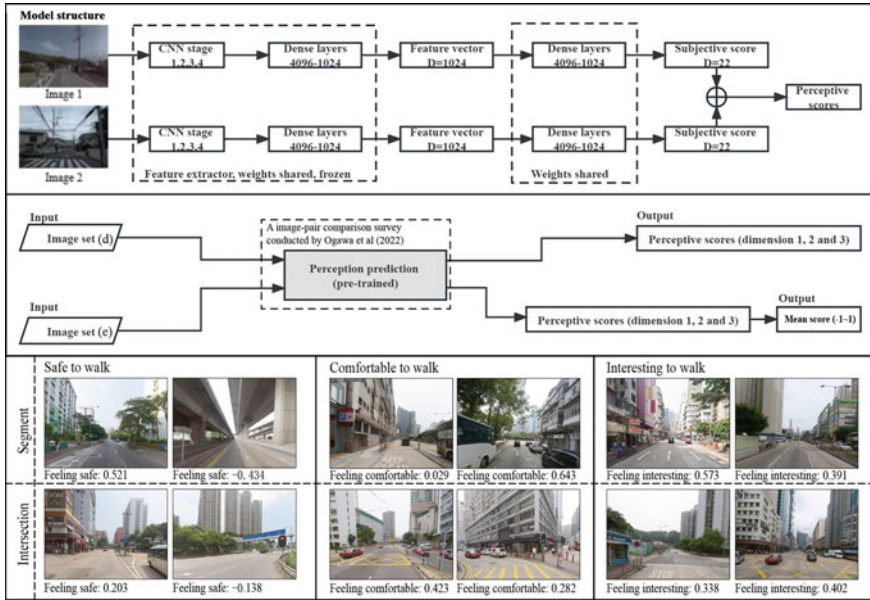 Model structure
CNN stage
1,2,3,4
Dense layers
4096-1024
Feature vector
D=1024
Dense layers
4096-1024
Subjective score
D=22
Image 1
Perceptive
scores
CNN stage
1,2,3,4
Dense layers
4096-1024
Feature vector
D=1024
Dense layers
4096-1024
Subjective score
D=22
Image 2
Feature extractor, weights shared, frozen
Weights shared
Input
Image set (d)
A image-pair comparison survey
conducted by Ogawa et al (2022)
Perception prediction
(pre-trained)
Output
Perceptive scores (dimension 1, 2 and 3)
Input
Image set (e)
Perceptive scores (dimension 1, 2 and 3)
Output
Mean score (-1~1)
Safe to walk
Comfortable to walk
Interesting to walk
Segment
Feeling safe: 0.521
Feeling safe: −0.434
Feeling comfortable: 0.029
Feeling comfortable: 0.643
Feeling interesting: 0.573
Feeling interesting: 0.391
Intersection
STOP
Feeling safe: 0.203
Feeling safe: −0.138
Feeling comfortable: 0.423
Feeling comfortable: 0.282
Feeling interesting: 0.338
Feeling interesting: 0.402